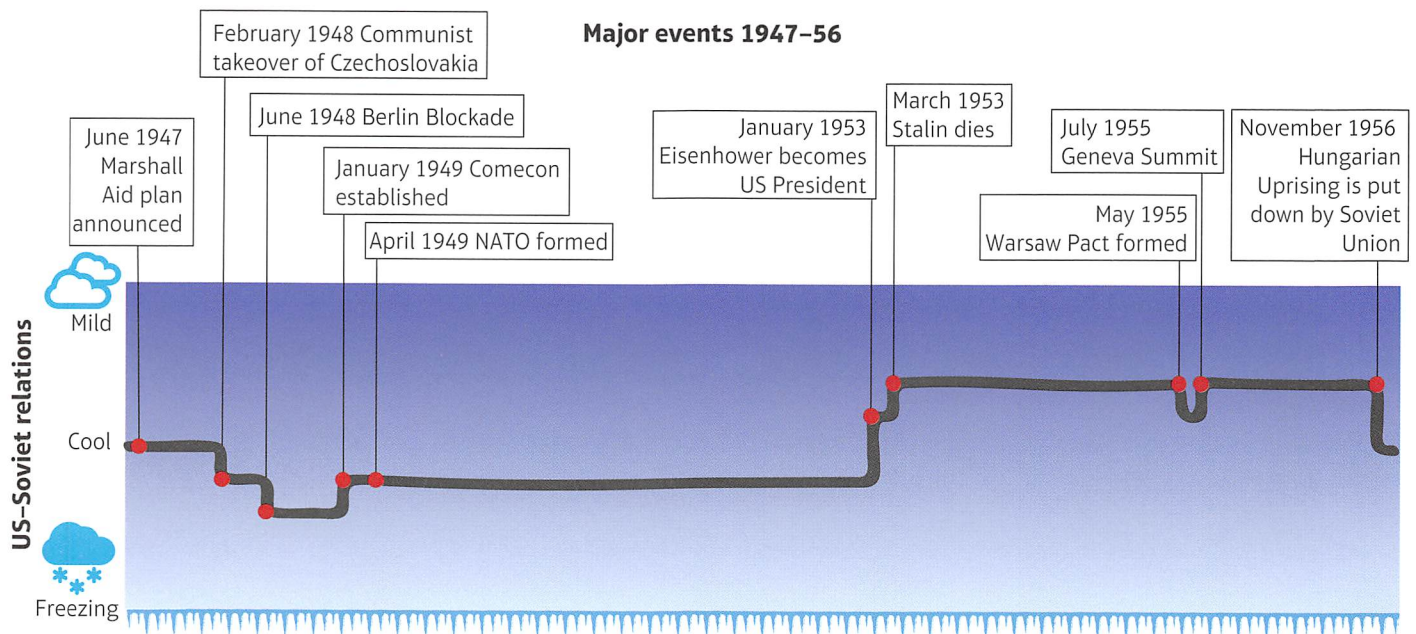 Major events 1947–56
February 1948 Communist
takeover of Czechoslovakia
June 1948 Berlin Blockade
June 1947
Marshall
Aid plan
announced
January 1949 Comecon
established
April 1949 NATO formed
January 1953
Eisenhower becomes
US President
March 1953
Stalin dies
May 1955
Warsaw Pact formed
July 1955
Geneva Summit
November 1956
Hungarian
Uprising is put
down by Soviet
Union
US–Soviet relations
Mild
Cool
Freezing